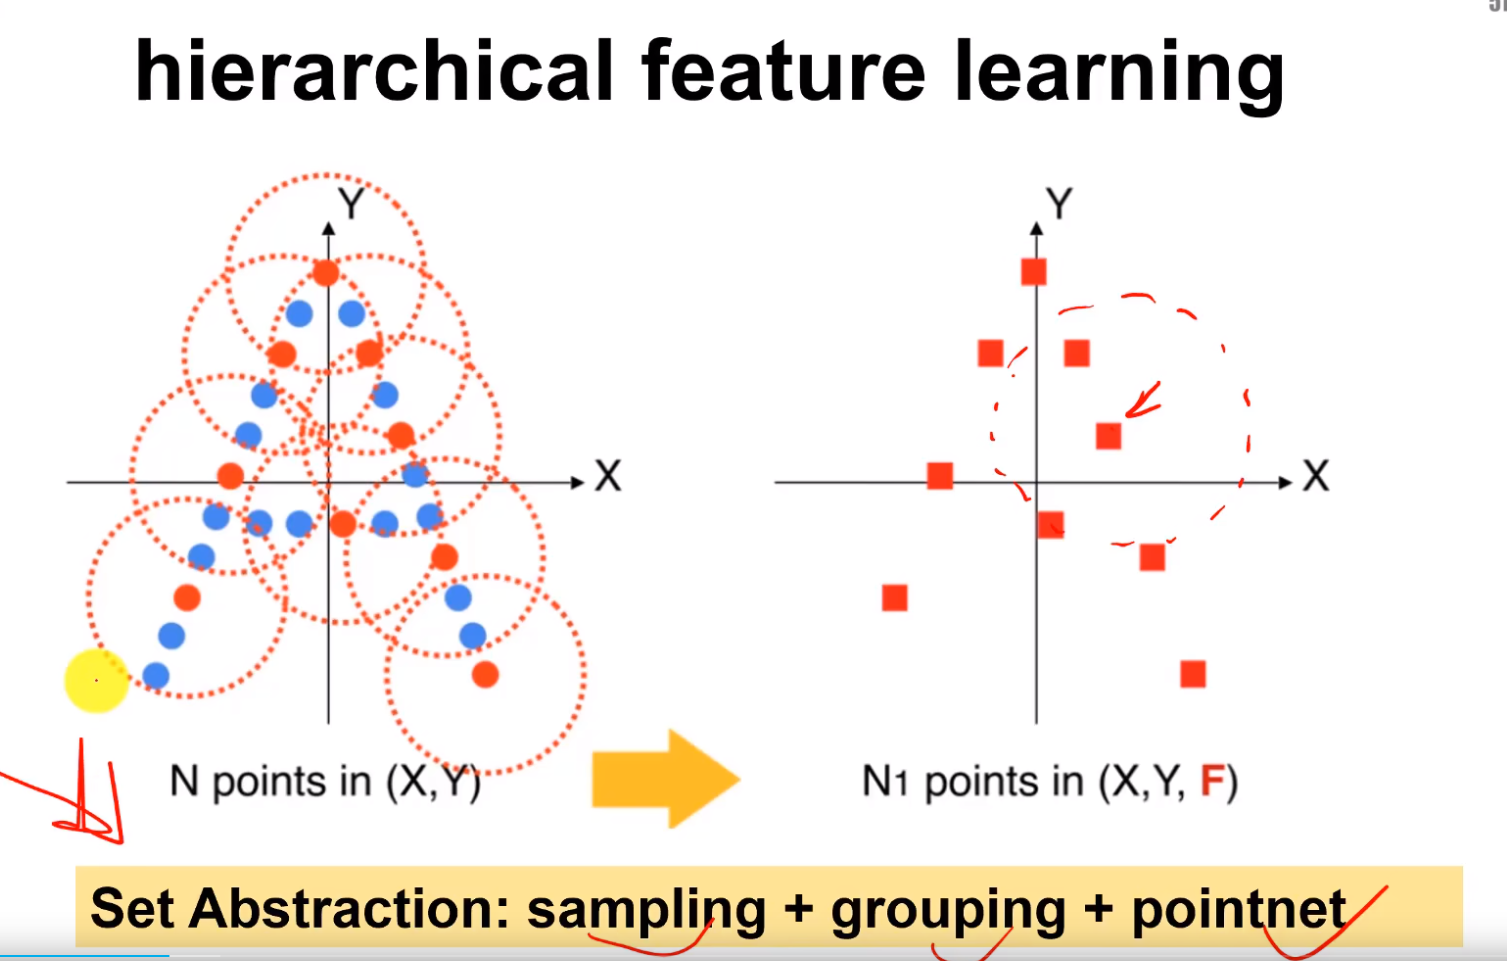 hierarchical feature learning
Y
X
Y
X
N points in (X,Y)
N1 points in (X,Y, F)
Set Abstraction: sampling + grouping + pointnet